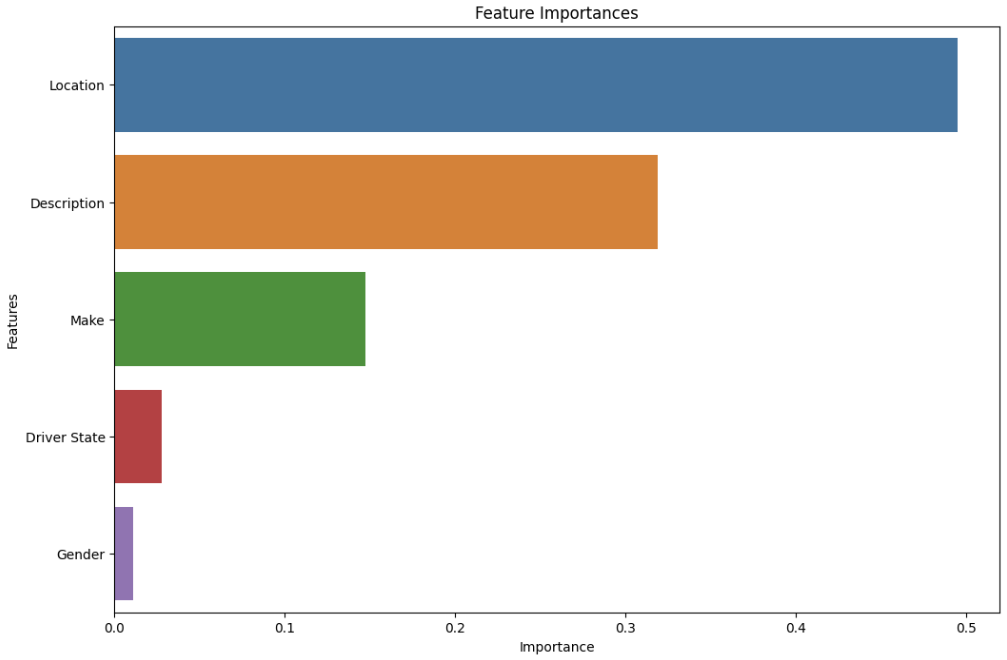 Feature Importances
Features
Location
Description
Make
Driver State
Gender
0.0 0.1 0.2 0.3 0.4 0.5
Importance